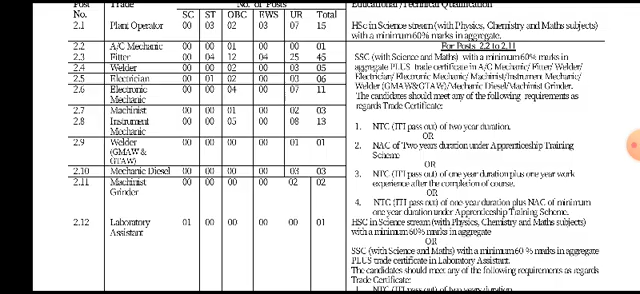 Post Trade No. of Posts Educational/Technical Qualification
No. SC ST OBC EWS UR Total
2.1 Plant Operator 00 03 02 03 07 15 HSc in Science stream (with Physics, Chemistry and Maths subjects)
with a minimum 60% marks in aggregate.
2.2 A/C Mechanic 00 00 01 00 00 01 For Posts 2.2 to 2.11
2.3 Fitter 00 04 12 04 25 45 SSC (with Science and Maths) with a minimum 60% marks in
2.4 Welder 00 00 02 00 03 05 aggregate PLUS trade certificate in A/C Mechanic/ Fitter/ Welder/
2.5 Electrician 00 01 02 00 03 06 Electrician/ Electronic Mechanic/ Machinist/Instrument Mechanic/
2.6 Electronic 00 00 04 00 07 11 Welder (GMAW&GTAW)/Mechanic Diesel/Machinist Grinder.
Mechanic The candidates should meet any of the following requirements as
2.7 Machinist 00 00 01 00 02 03 regards Trade Certificate:
2.8 Instrument 00 00 05 00 08 13
Mechanic 1. NTC (ITI pass out) of two year duration.
OR
2.9 Welder 00 00 00 00 01 01 2. NAC of Two years duration under Apprenticeship Training
(GMAW & Scheme
GTAW) OR
2.10 Mechanic Diesel 00 00 00 00 03 03 3. NTC (ITI pass out) of one year duration plus one year work
2.11 Machinist 00 00 00 00 02 02 experience after the completion of course.
Grinder OR
4. NTC (ITI pass out) of one year duration plus NAC of minimum
one year duration under Apprenticeship Training Scheme.
2.12 Laboratory 01 00 00 00 00 01 HSC in Science stream (with Physics, Chemistry and Maths subjects)
Assistant with a minimum 60% marks in aggregate
OR
SSC (with Science and Maths) with a minimum 60 % marks in aggregate
PLUS trade certificate in Laboratory Assistant.
The candidates should meet any of the following requirements as regards
Trade Certificate:
1. NTC (ITI pass out) of two years duration